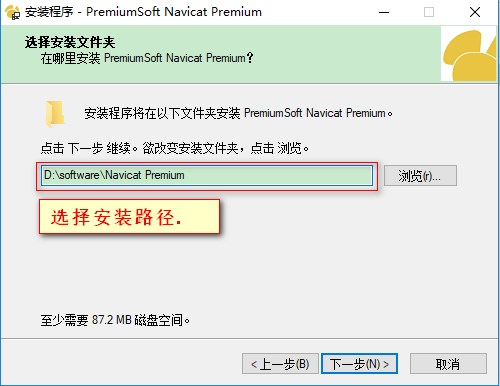 安装程序 - PremiumSoft Navicat Premium
选择安装文件夹
在哪里安装 PremiumSoft Navicat Premium?
安装程序将在以下文件夹安装 PremiumSoft Navicat Premium。
点击 下一步 继续。欲改变安装文件夹，点击 浏览。
D:\software\Navicat Premium
浏览(r)...
选择安装路径.
至少需要 87.2 MB 磁盘空间。
< 上一步(B)
下一步(N) >
取消